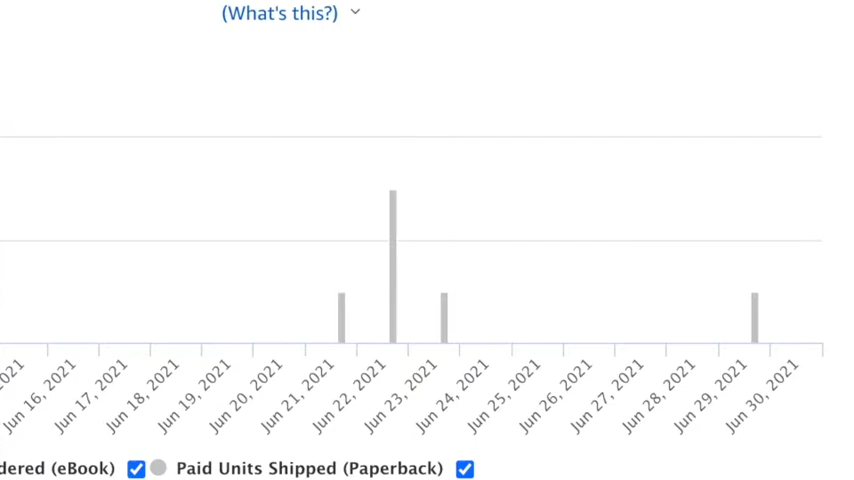 (What's this?)
2021
Jun 16, 2021
Jun 17, 2021
Jun 18, 2021
Jun 19, 2021
Jun 20, 2021
Jun 21, 2021
Jun 22, 2021
Jun 23, 2021
Jun 24, 2021
Jun 25, 2021
Jun 26, 2021
Jun 27, 2021
Jun 28, 2021
Jun 29, 2021
Jun 30, 2021
dered (eBook) Paid Units Shipped (Paperback)